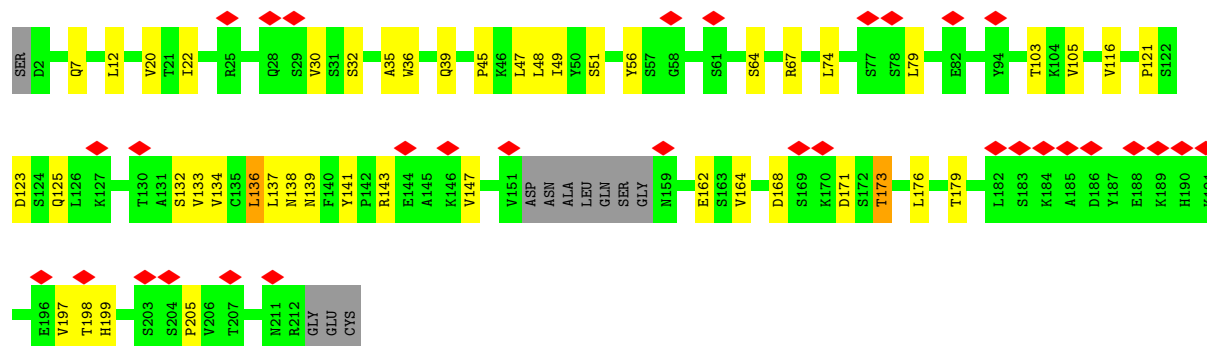 SER D2 Q7 L12 V20 T21 I22 R25 Q28 S29 V30 S31 S32 A35 W36 Q39 P45 K46 L47 L48 I49 Y50 S51 Y56 S57 G58 S61 S64 R67 L74 S77 S78 L79 E82 Y94 T103 K104 V105 V116 P121 S122
D123 S124 Q125 L126 K127 T130 A131 S132 V133 V134 C135 L136 L137 N138 N139 F140 Y141 P142 R143 E144 A145 K146 V147 V151 ASP ASN ALA LEU GLN SER GLY N159 E162 S163 V164 D168 S169 K170 D171 S172 T173 L176 T179 L182 S183 K184 A185 D186 Y187 E188 K189 H190
E196 V197 T198 H199 S203 S204 P205 V206 T207 N211 R212 GLY GLU CYS